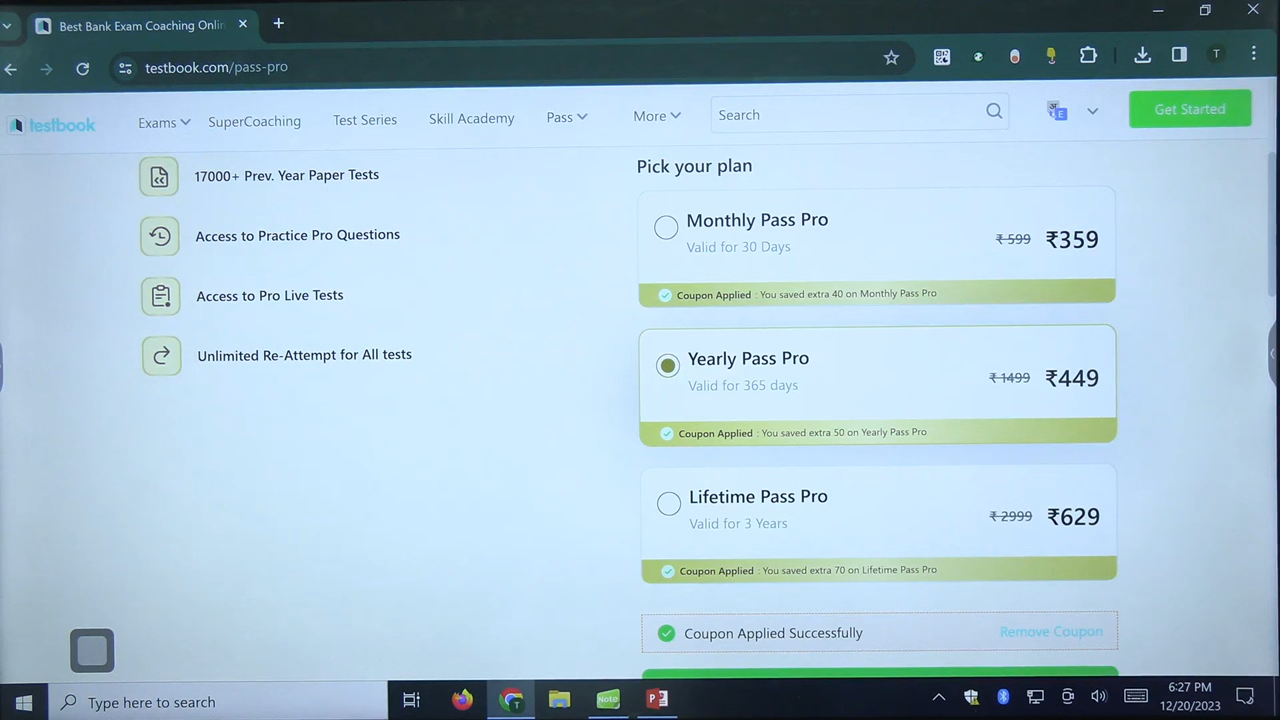 Best Bank Exam Coaching Onlin
testbook.com/pass-pro
T
testbook
Exams
SuperCoaching
Test Series
Skill Academy
Pass
More
Search
E
Get Started
17000+ Prev. Year Paper Tests
Access to Practice Pro Questions
Access to Pro Live Tests
Unlimited Re-Attempt for All tests
Pick your plan
Monthly Pass Pro
Valid for 30 Days
₹ 599 ₹359
Coupon Applied : You saved extra 40 on Monthly Pass Pro
Yearly Pass Pro
Valid for 365 days
₹ 1499 ₹449
Coupon Applied : You saved extra 50 on Yearly Pass Pro
Lifetime Pass Pro
Valid for 3 Years
₹ 2999 ₹629
Coupon Applied : You saved extra 70 on Lifetime Pass Pro
Coupon Applied Successfully
Remove Coupon
Type here to search
T
Note
P
6:27 PM
12/20/2023